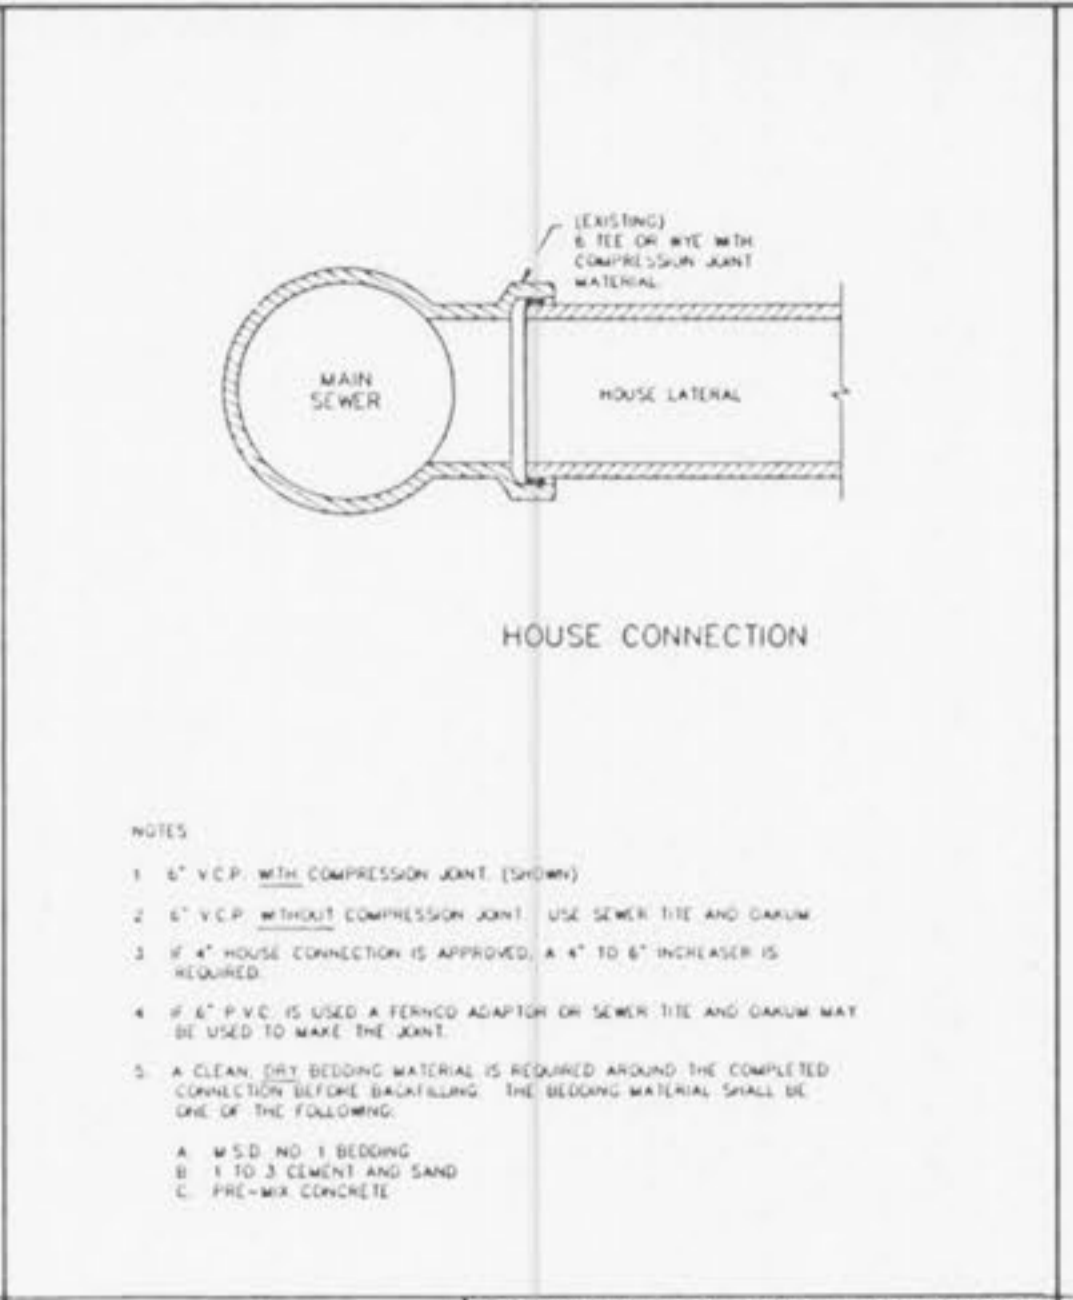 (EXISTING)
6 TEE OR WYE WITH
COMPRESSION JOINT
MATERIAL.
MAIN
SEWER
HOUSE LATERAL
HOUSE CONNECTION
NOTES
1 6" V.C.P. WITH COMPRESSION JOINT. (SHOWN)
2 6" V.C.P. WITHOUT COMPRESSION JOINT. USE SEWER TITE AND OAKUM
3 IF 4" HOUSE CONNECTION IS APPROVED, A 4" TO 6" INCREASER IS
REQUIRED.
4 IF 6" P.V.C. IS USED A FERNCO ADAPTOR OR SEWER TITE AND OAKUM MAY
BE USED TO MAKE THE JOINT.
5. A CLEAN, DRY BEDDING MATERIAL IS REQUIRED AROUND THE COMPLETED
CONNECTION BEFORE BACKFILLING. THE BEDDING MATERIAL SHALL BE
ONE OF THE FOLLOWING:
A. M.S.D. NO. 1 BEDDING
B. 1 TO 3 CEMENT AND SAND
C. PRE-MIX CONCRETE